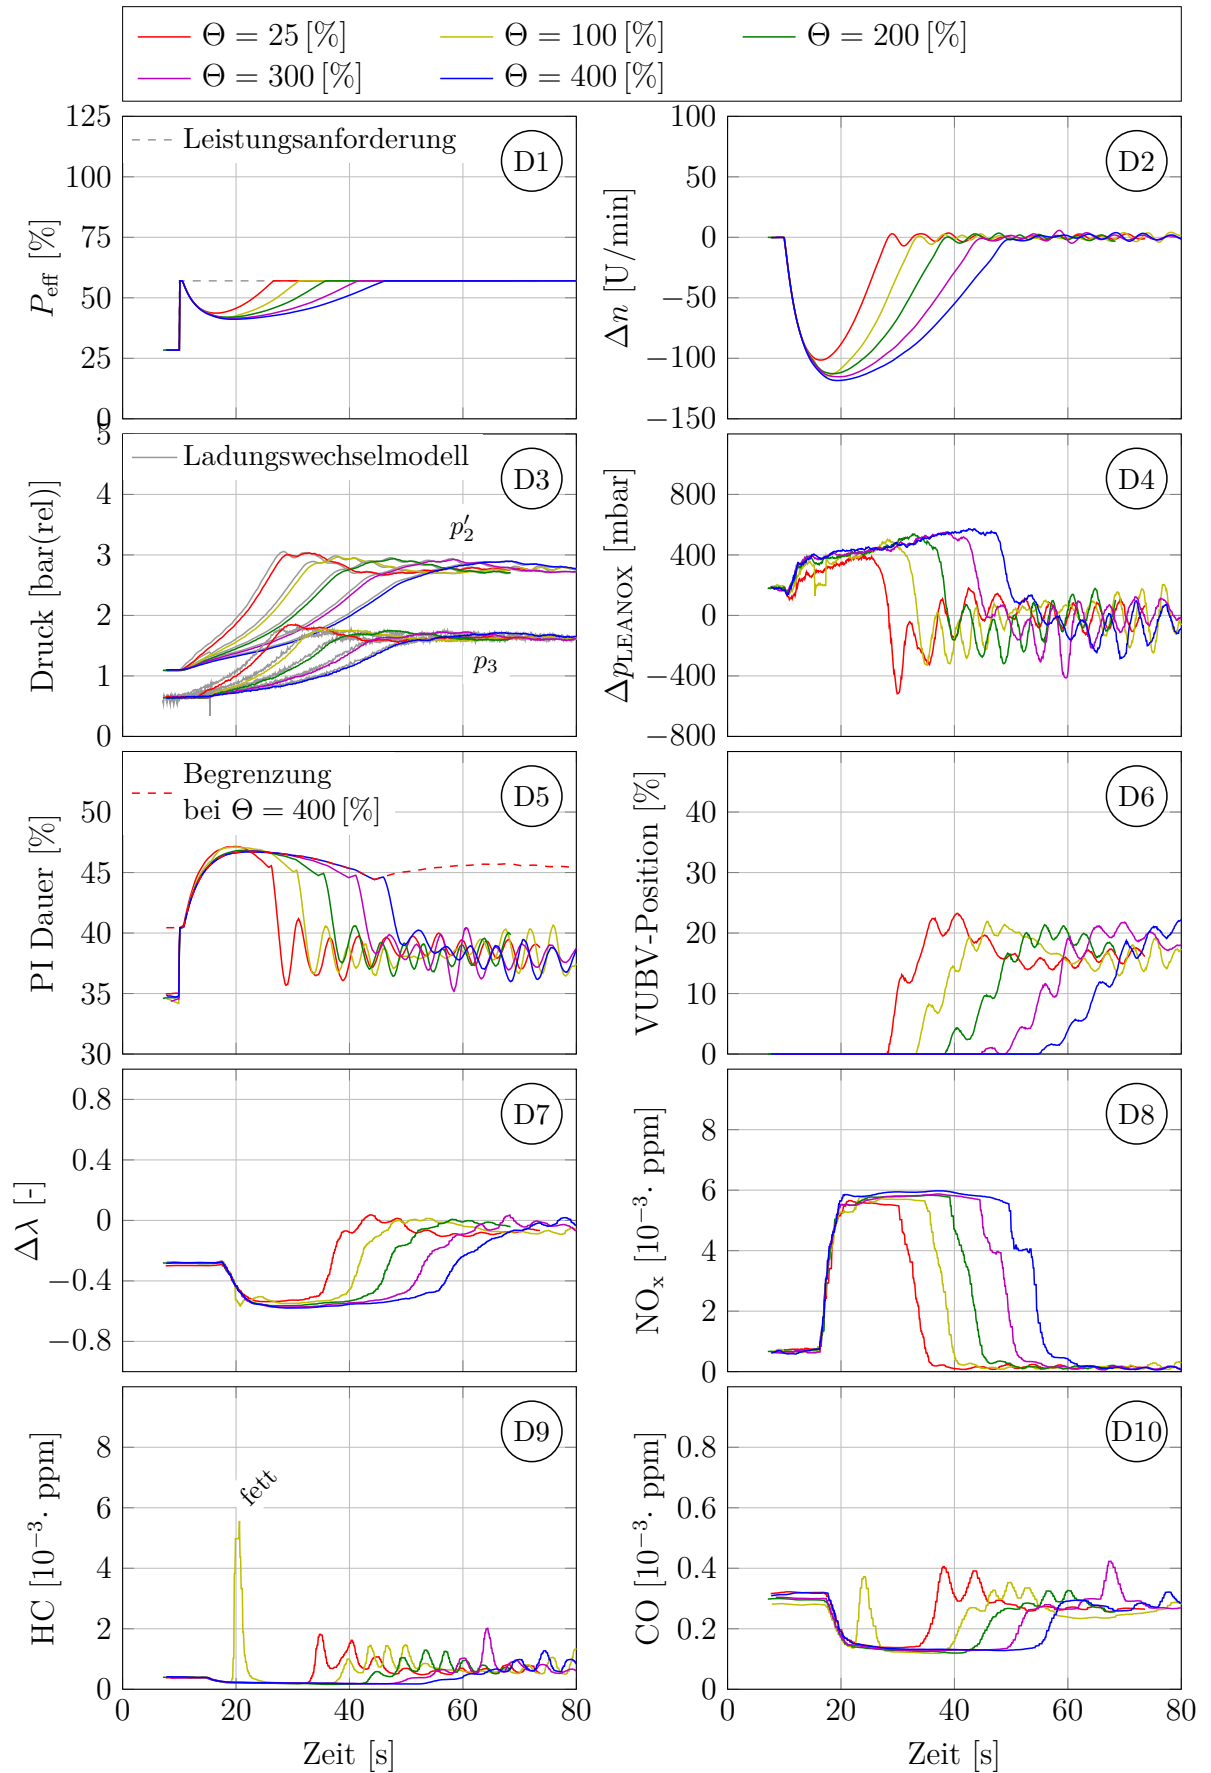 Θ = 25 [%] Θ = 100 [%] Θ = 200 [%]
Θ = 300 [%] Θ = 400 [%]
125
100
75
50
25
0
P_eff [%]
Leistungsanforderung
D1
100
50
0
−50
−100
−150
Δn [U/min]
D2
5
4
3
2
1
0
Druck [bar(rel)]
Ladungswechselmodell
D3
p′₂
p₃
800
400
0
−400
−800
Δp_LEANOX [mbar]
D4
50
45
40
35
30
PI Dauer [%]
Begrenzung
bei Θ = 400 [%]
D5
40
30
20
10
0
VUBV-Position [%]
D6
0.8
0.4
0
−0.4
−0.8
Δλ [-]
D7
8
6
4
2
0
NOₓ [10⁻³· ppm]
D8
8
6
4
2
0
HC [10⁻³· ppm]
fett
D9
0 20 40 60 80
Zeit [s]
0.8
0.6
0.4
0.2
0
CO [10⁻³· ppm]
D10
0 20 40 60 80
Zeit [s]